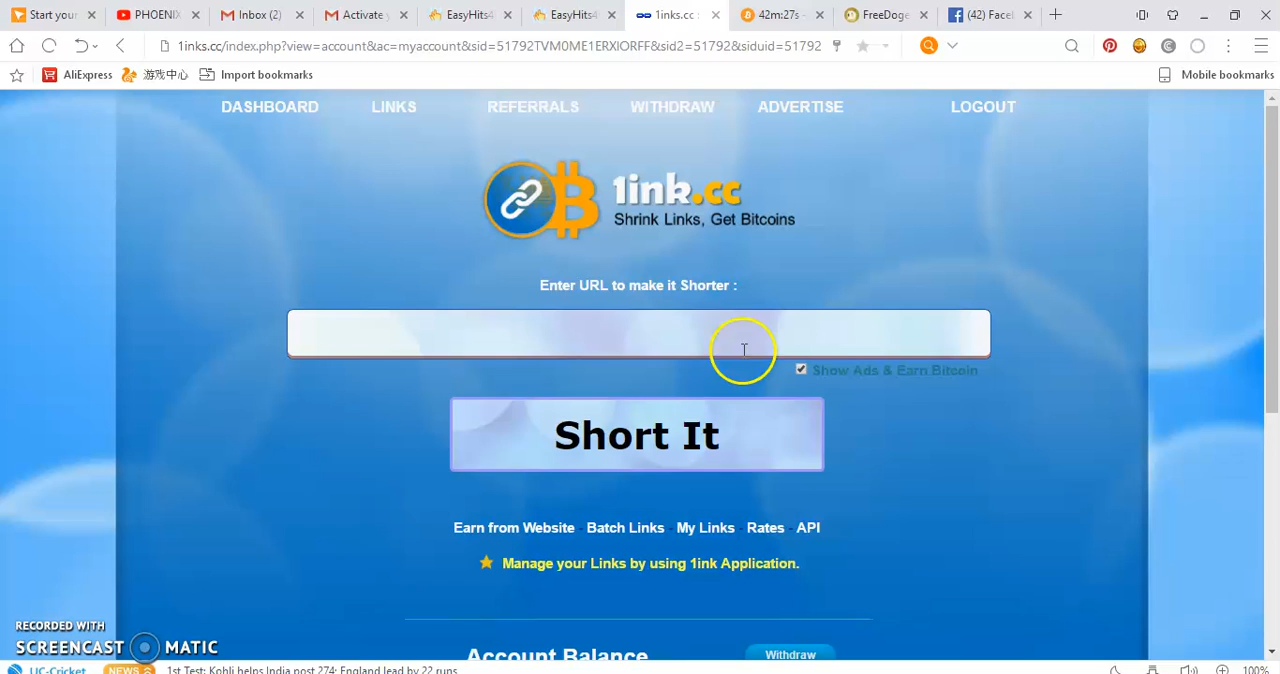 Start your
PHOENIX
Inbox (2)
Activate y
EasyHits4
EasyHits4
1inks.cc :
42m:27s -
FreeDoge
(42) Face
1inks.cc/index.php?view=account&ac=myaccount&sid=51792TVM0ME1ERXIORFF&sid2=51792&siduid=51792
AliExpress
游戏中心
Import bookmarks
Mobile bookmarks
DASHBOARD
LINKS
REFERRALS
WITHDRAW
ADVERTISE
LOGOUT
1ink.cc
Shrink Links, Get Bitcoins
Enter URL to make it Shorter :
Show Ads & Earn Bitcoin
Short It
Earn from Website - Batch Links - My Links - Rates - API
Manage your Links by using 1ink Application.
Account Balance
Withdraw
RECORDED WITH
SCREENCAST MATIC
UC-Cricket
NEWS
1st Test: Kohli helps India post 274; England lead by 22 runs
100%